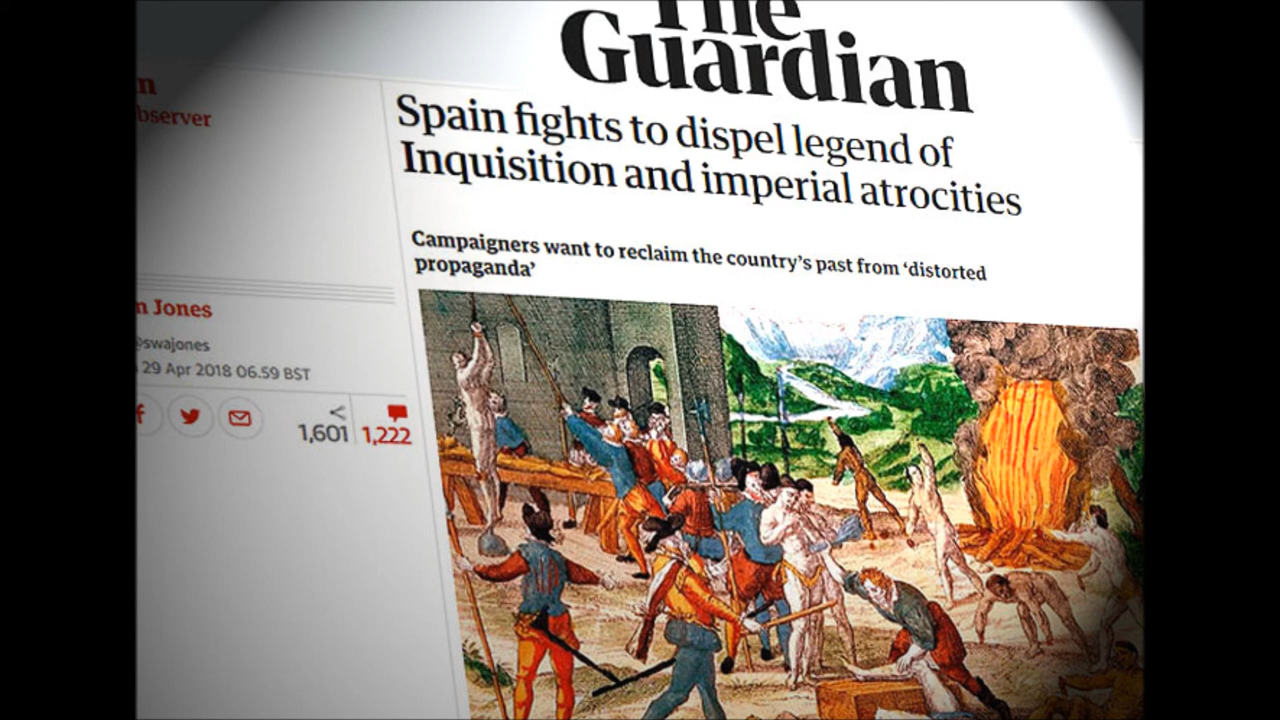 The
Guardian
Spain fights to dispel legend of
Inquisition and imperial atrocities
Campaigners want to reclaim the country's past from 'distorted
propaganda'
n
bserver
n Jones
@swajones
29 Apr 2018 06.59 BST
1,601 1,222